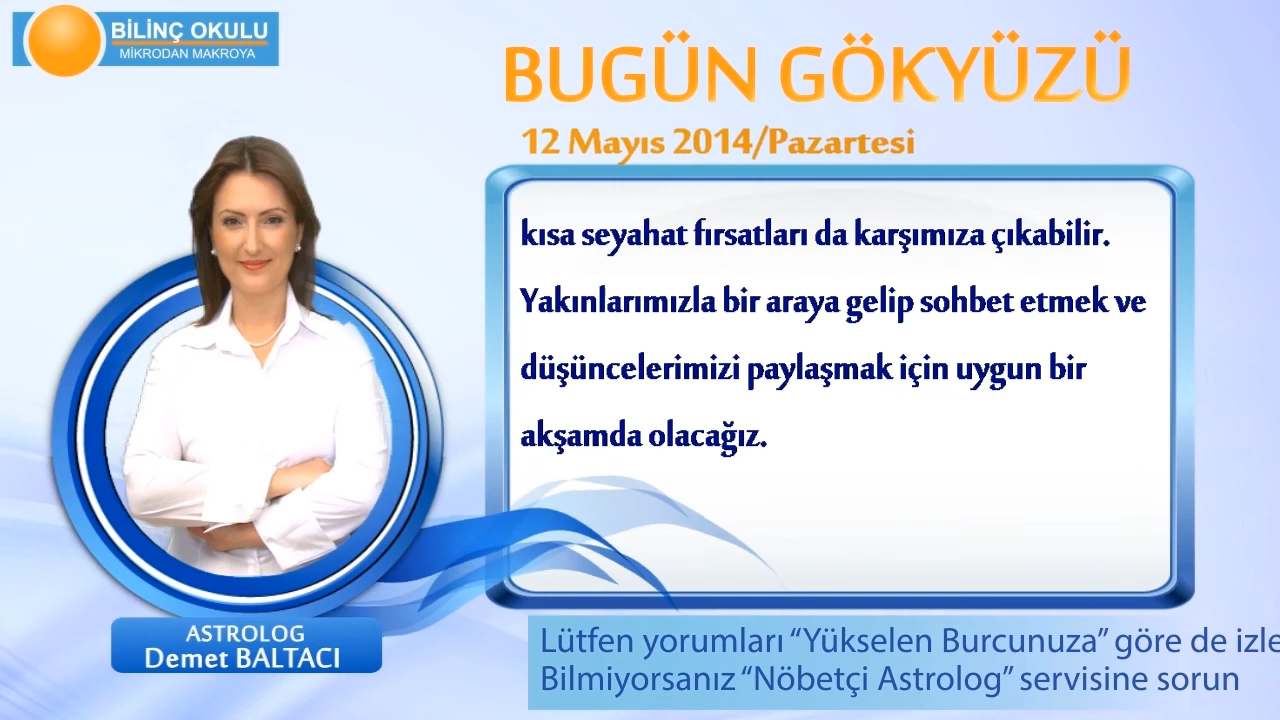 BİLİNÇ OKULU
MİKRODAN MAKROYA
BUGÜN GÖKYÜZÜ
12 Mayıs 2014/Pazartesi
kısa seyahat fırsatları da karşımıza çıkabilir.
Yakınlarımızla bir araya gelip sohbet etmek ve
düşüncelerimizi paylaşmak için uygun bir
akşamda olacağız.
ASTROLOG
Demet BALTACI
Lütfen yorumları “Yükselen Burcunuza” göre de izle
Bilmiyorsanız “Nöbetçi Astrolog” servisine sorun